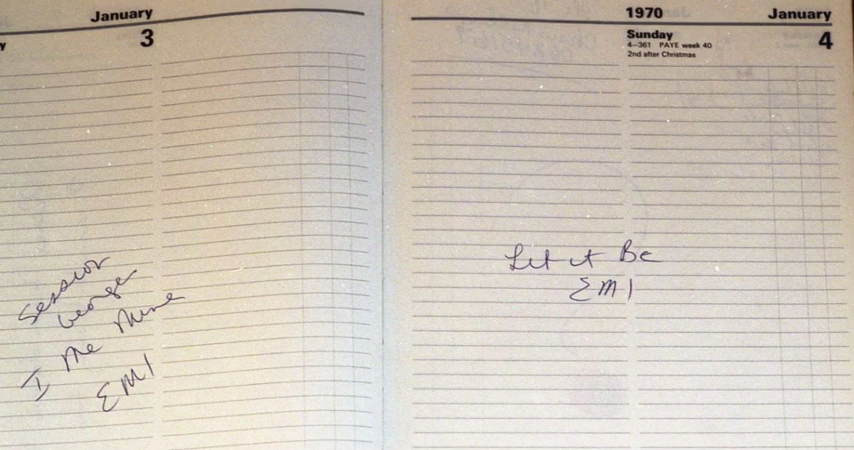 January
3
Session
George
I Me Mine
EMI
1970 January
Sunday
4
4-361 PAYE week 40
2nd after Christmas
Let it Be
EMI